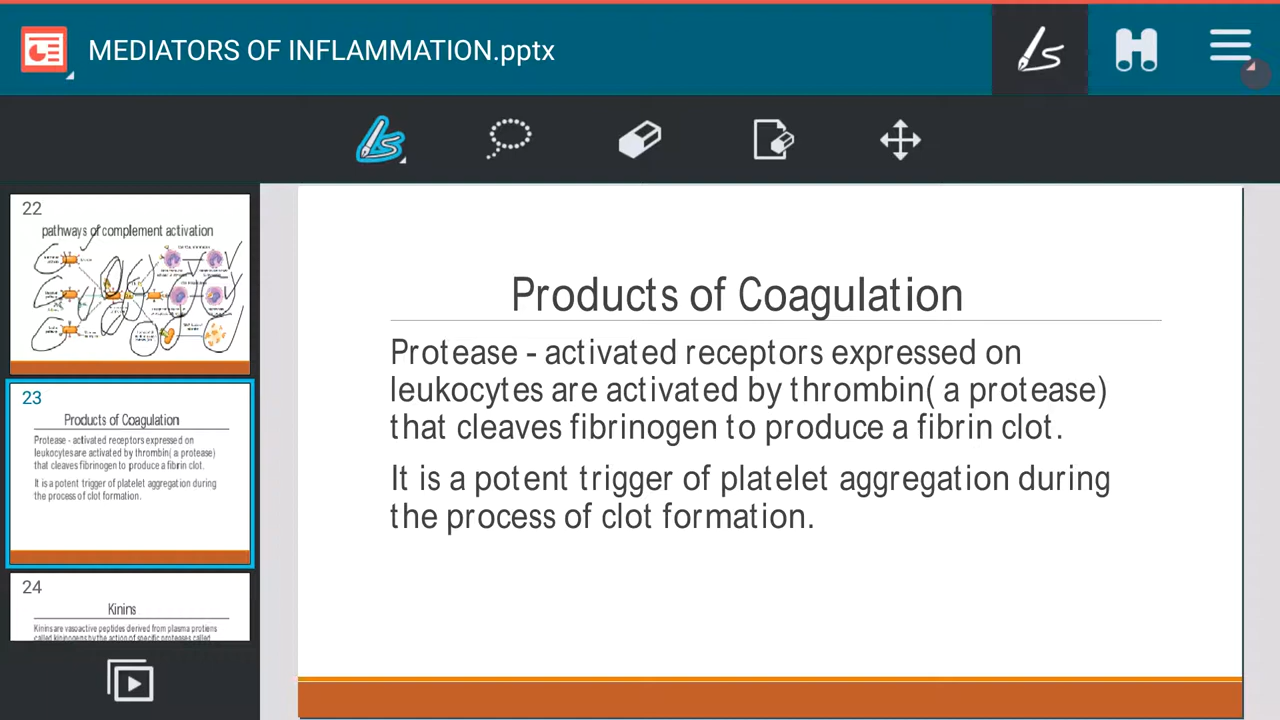 MEDIATORS OF INFLAMMATION.pptx
22
pathways of complement activation
23
Products of Coagulation
Protease - activated receptors expressed on
leukocytes are activated by thrombin( a protease)
that cleaves fibrinogen to produce a fibrin clot.
It is a potent trigger of platelet aggregation during
the process of clot formation.
24
Kinins
Kinins are vasoactive peptides derived from plasma protiens
called kininogens by the action of specific proteases called
Products of Coagulation
Protease - activated receptors expressed on
leukocytes are activated by thrombin( a protease)
that cleaves fibrinogen to produce a fibrin clot.
It is a potent trigger of platelet aggregation during
the process of clot formation.